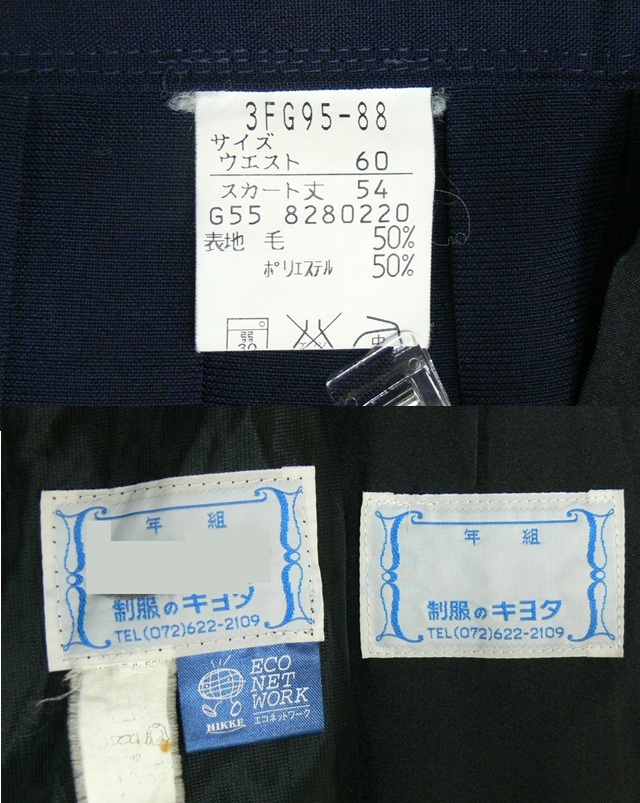 3FG95-88
サイズ
ウエスト 60
スカート丈 54
G55 8280220
表地 毛 50%
ポリエステル 50%
弱
30
中
年 組
制服のキヨタ
TEL(072)622-2109
年 組
制服のキヨタ
TEL(072)622-2109
ECO
NET
WORK
NIKKE
エコネットワーク